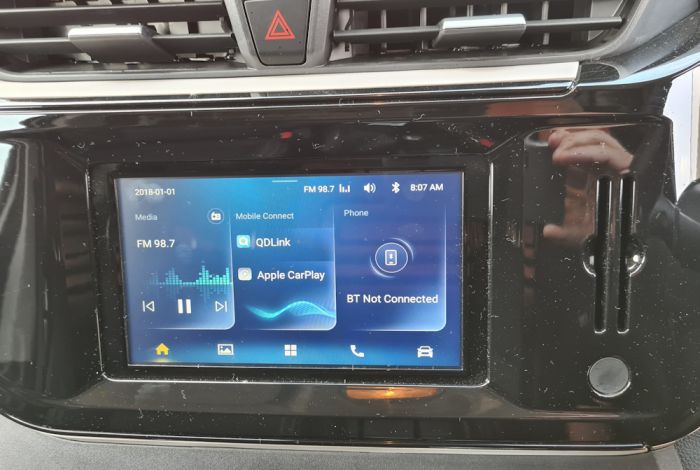 2018-01-01 FM 98.7 8:07 AM
Media
FM 98.7
Mobile Connect
QDLink
Apple CarPlay
Phone
BT Not Connected